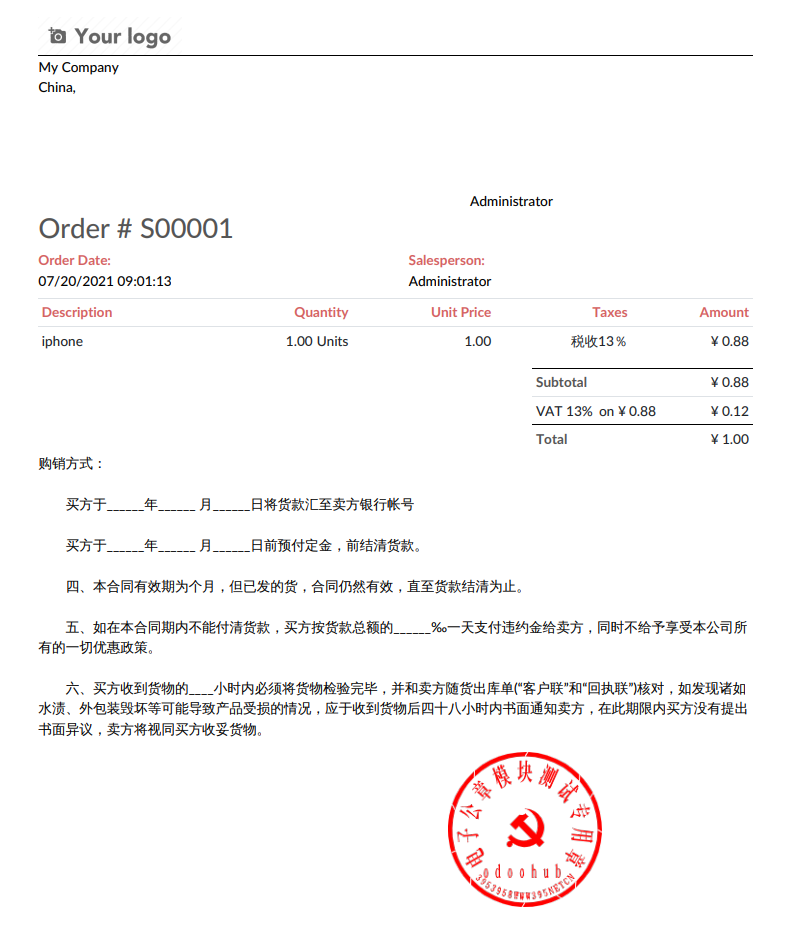 Your logo
My Company
China,
Administrator
Order # S00001
Order Date: Salesperson:
07/20/2021 09:01:13 Administrator
Description Quantity Unit Price Taxes Amount
iphone 1.00 Units 1.00 税收13％ ¥ 0.88
Subtotal ¥ 0.88
VAT 13% on ¥ 0.88 ¥ 0.12
Total ¥ 1.00
购销方式：
买方于______年______ 月______日将货款汇至卖方银行帐号
买方于______年______ 月______日前预付定金，前结清货款。
四、本合同有效期为个月，但已发的货，合同仍然有效，直至货款结清为止。
五、如在本合同期内不能付清货款，买方按货款总额的______‰一天支付违约金给卖方，同时不给予享受本公司所
有的一切优惠政策。
六、买方收到货物的____小时内必须将货物检验完毕，并和卖方随货出库单(“客户联”和“回执联”)核对，如发现诸如
水渍、外包装毁坏等可能导致产品受损的情况，应于收到货物后四十八小时内书面通知卖方，在此期限内买方没有提出
书面异议，卖方将视同买方收妥货物。
电子公章模块测试专用章
odoohub